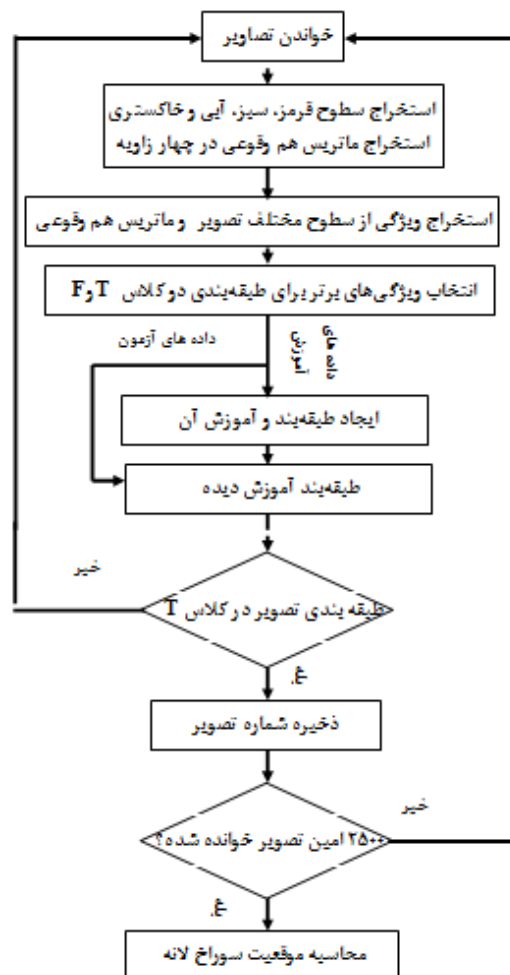 خواندن تصاویر
استخراج سطوح قرمز، سبز، آبی و خاکستری
استخراج ماتریس هم وقوعی در چهار زاویه
استخراج ویژگی از سطوح مختلف تصویر و ماتریس هم وقوعی
انتخاب ویژگی‌های برتر برای طبقه‌بندی دو کلاس T و F
داده های آموزش
داده های آزمون
ایجاد طبقه‌بند و آموزش آن
طبقه‌بند آموزش دیده
خیر
طبقه بندی تصویر در کلاس T
بلی
ذخیره شماره تصویر
خیر
۲۵۰۰ امین تصویر خوانده شده؟
بلی
محاسبه موقعیت سوراخ لانه